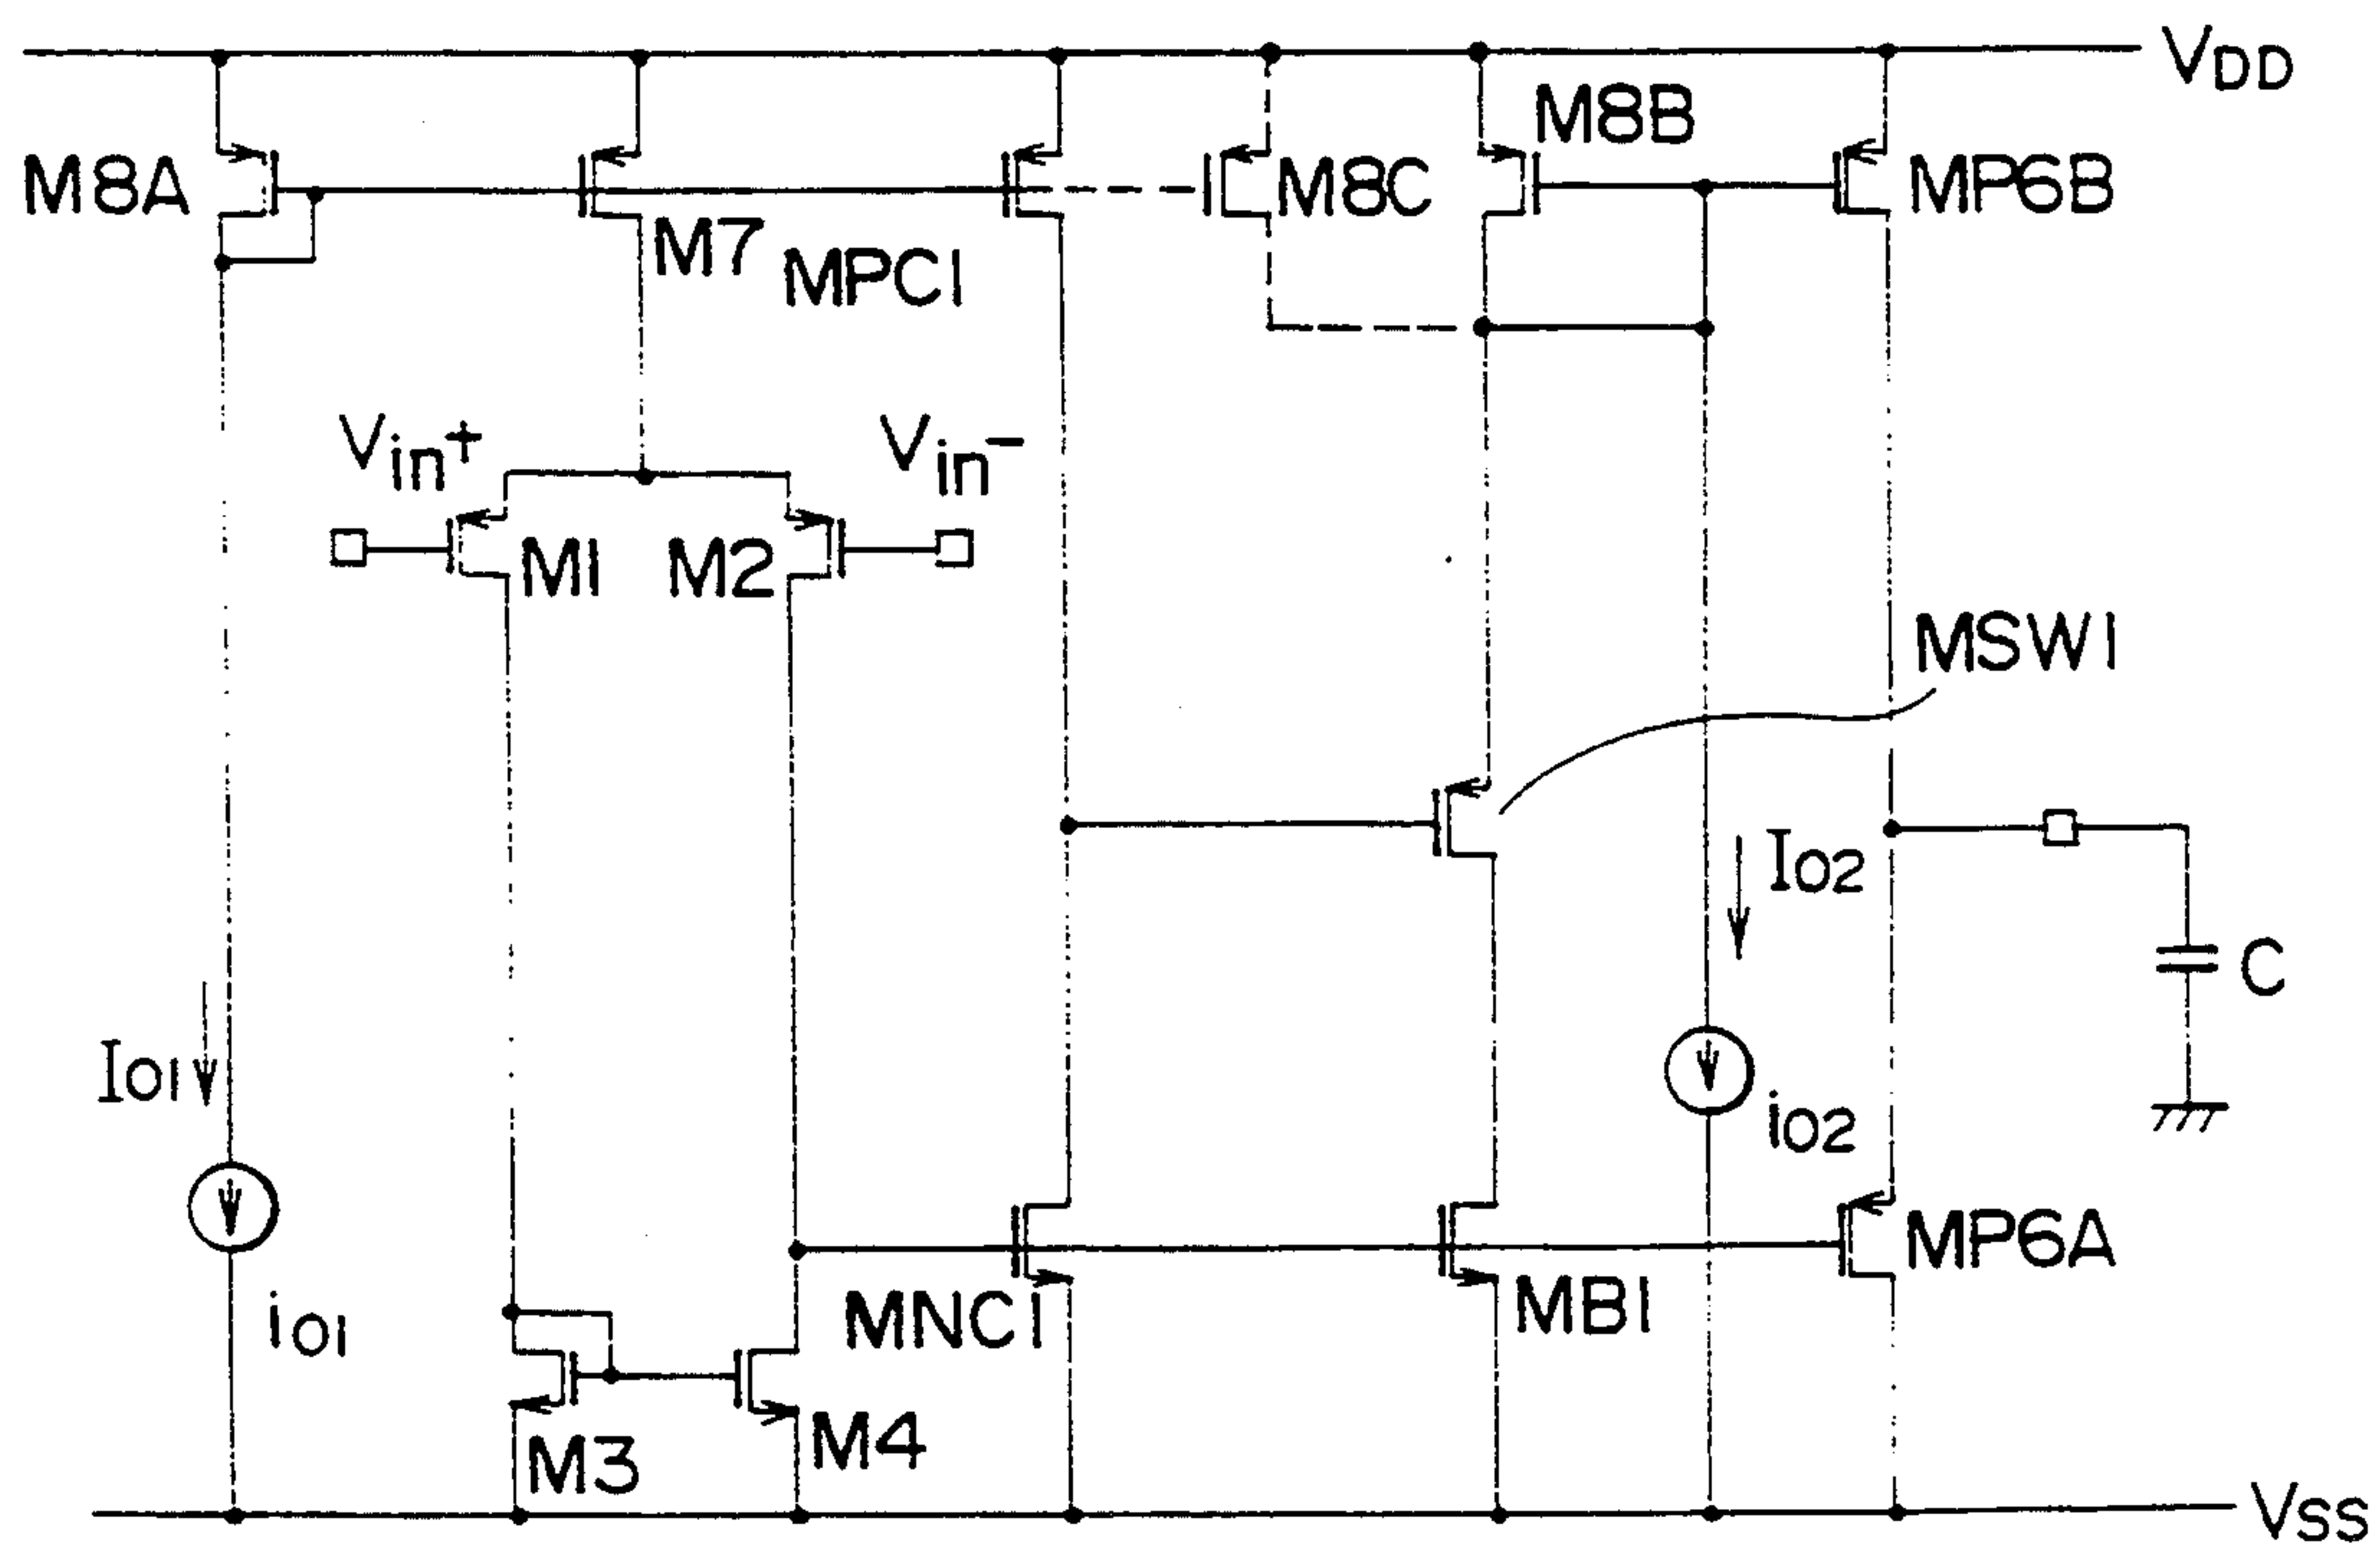 VDD
M8B
M8A
M8C
MP6B
M7
MPC1
Vin+
Vin−
M1
M2
MSW1
IO2
C
IO1
iO2
MP6A
iO1
MNC1
MB1
M4
M3
VSS